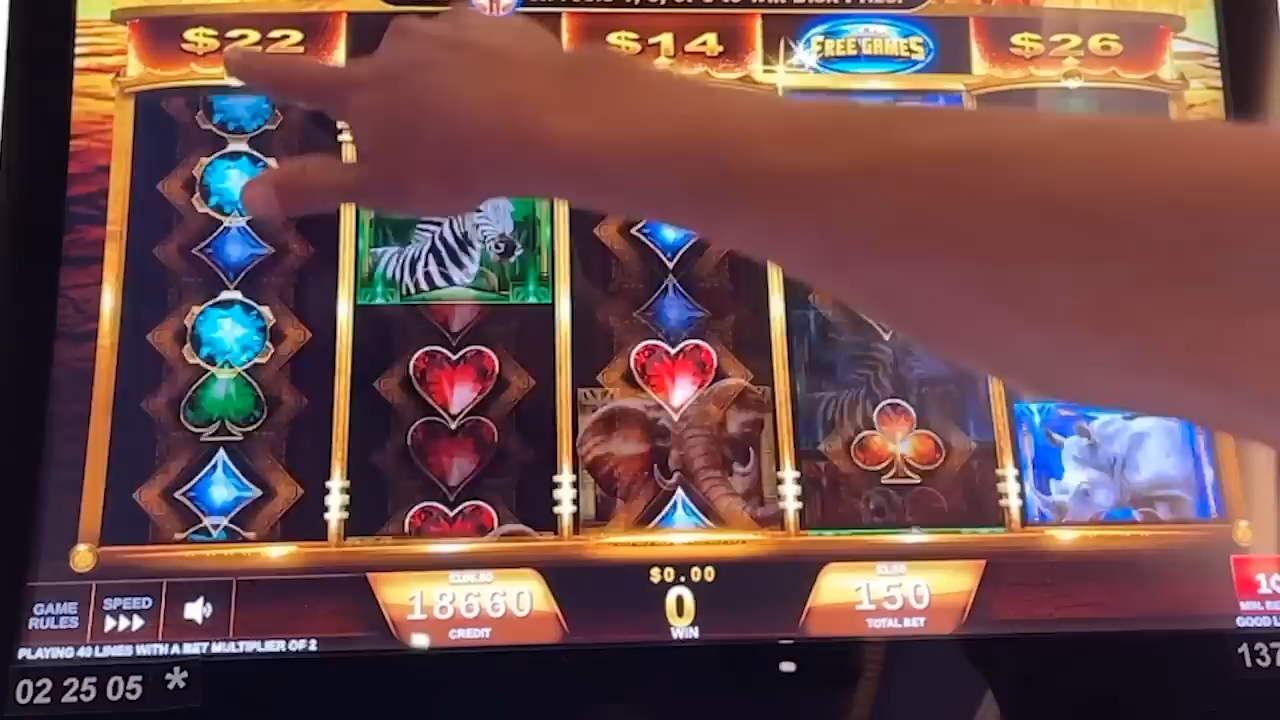 $22
$14
FREE GAMES
$26
GAME RULES
SPEED
18660
CREDIT
$0.00
0
WIN
150
TOTAL BET
PLAYING 40 LINES WITH A BET MULTIPLIER OF 2
02 25 05 *
137